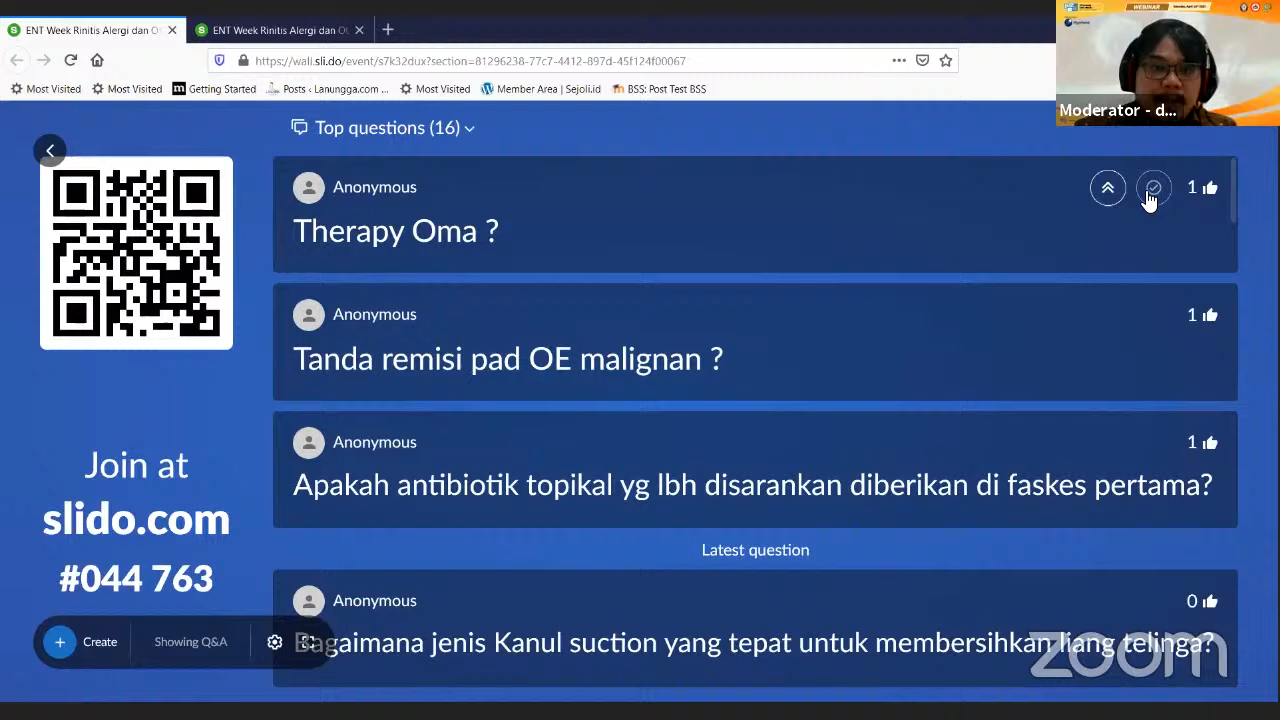 ENT Week Rinitis Alergi dan O
ENT Week Rinitis Alergi dan Ot
https://wall.sli.do/event/s7k32dux?section=81296238-77c7-4412-897d-45f124f00067
Most Visited
Most Visited
Getting Started
Posts ‹ Lanungga.com ...
Most Visited
Member Area | Sejoli.id
BSS: Post Test BSS
WEBINAR
Moderator - d...
Top questions (16)
Anonymous
1
Therapy Oma ?
Anonymous
1
Tanda remisi pad OE malignan ?
Anonymous
1
Apakah antibiotik topikal yg lbh disarankan diberikan di faskes pertama?
Latest question
Anonymous
0
Bagaimana jenis Kanul suction yang tepat untuk membersihkan liang telinga?
Join at
slido.com
#044 763
Create
Showing Q&A
zoom